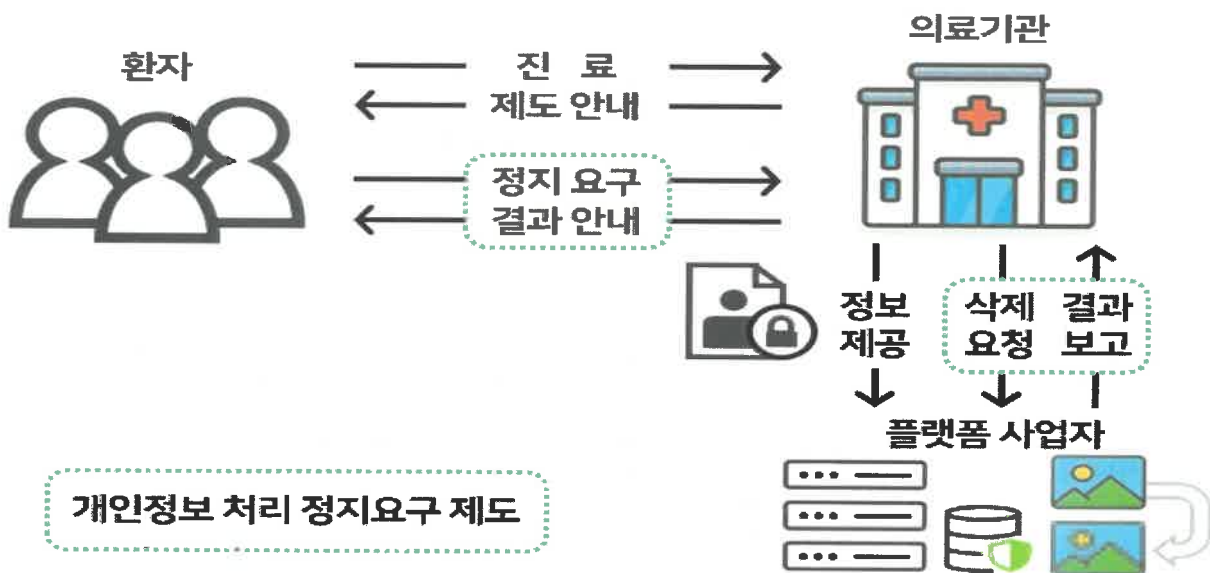 의료기관
환자
진 료
제도 안내
정지 요구
결과 안내
정보
제공
삭제
요청
결과
보고
플랫폼 사업자
개인정보 처리 정지요구 제도